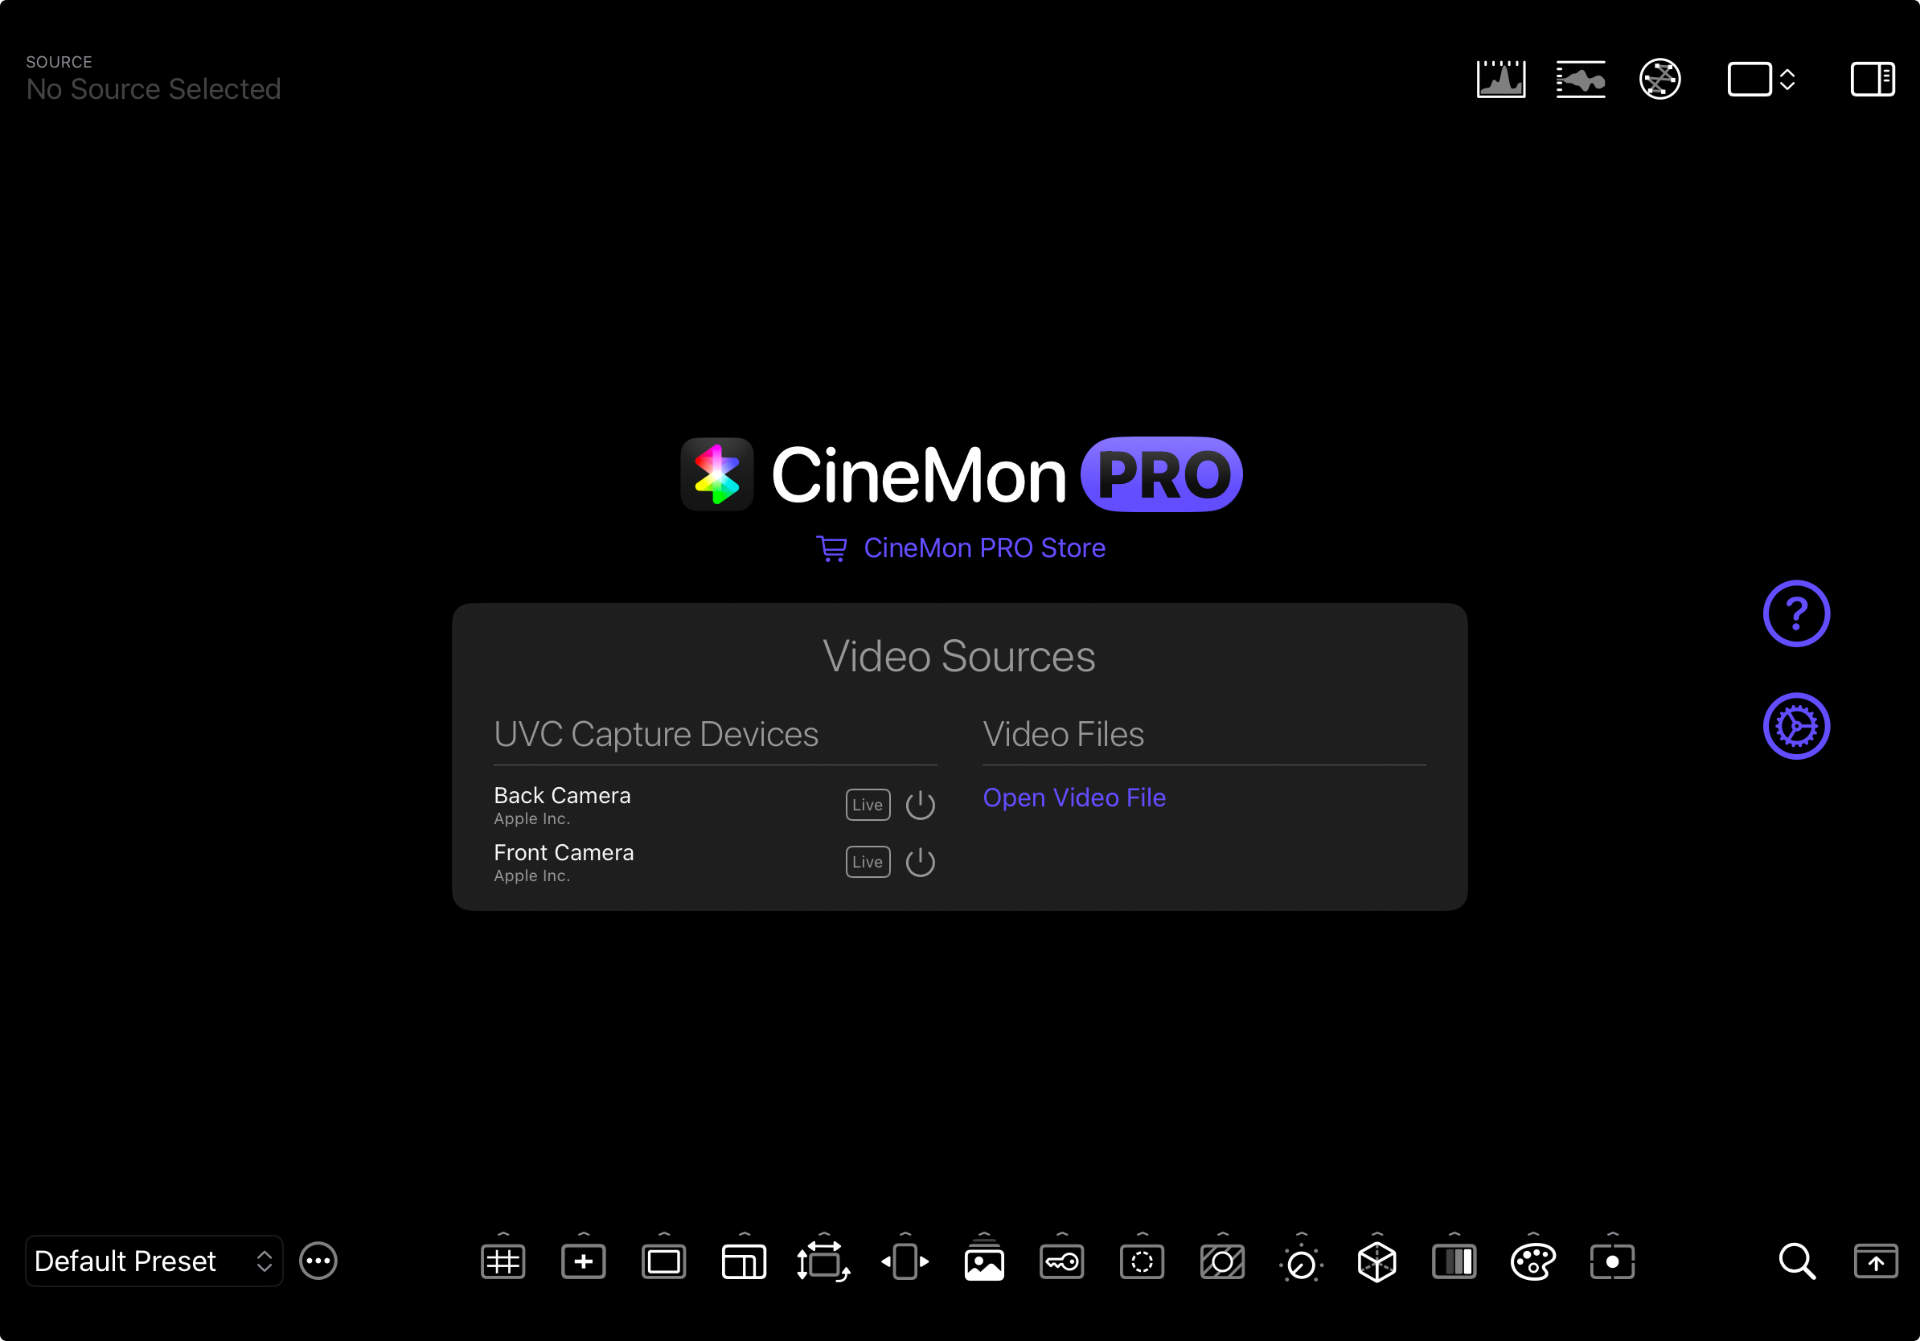 SOURCE
No Source Selected
CineMon PRO
CineMon PRO Store
Video Sources
UVC Capture Devices
Back Camera
Apple Inc.
Live
Front Camera
Apple Inc.
Live
Video Files
Open Video File
?
Default Preset